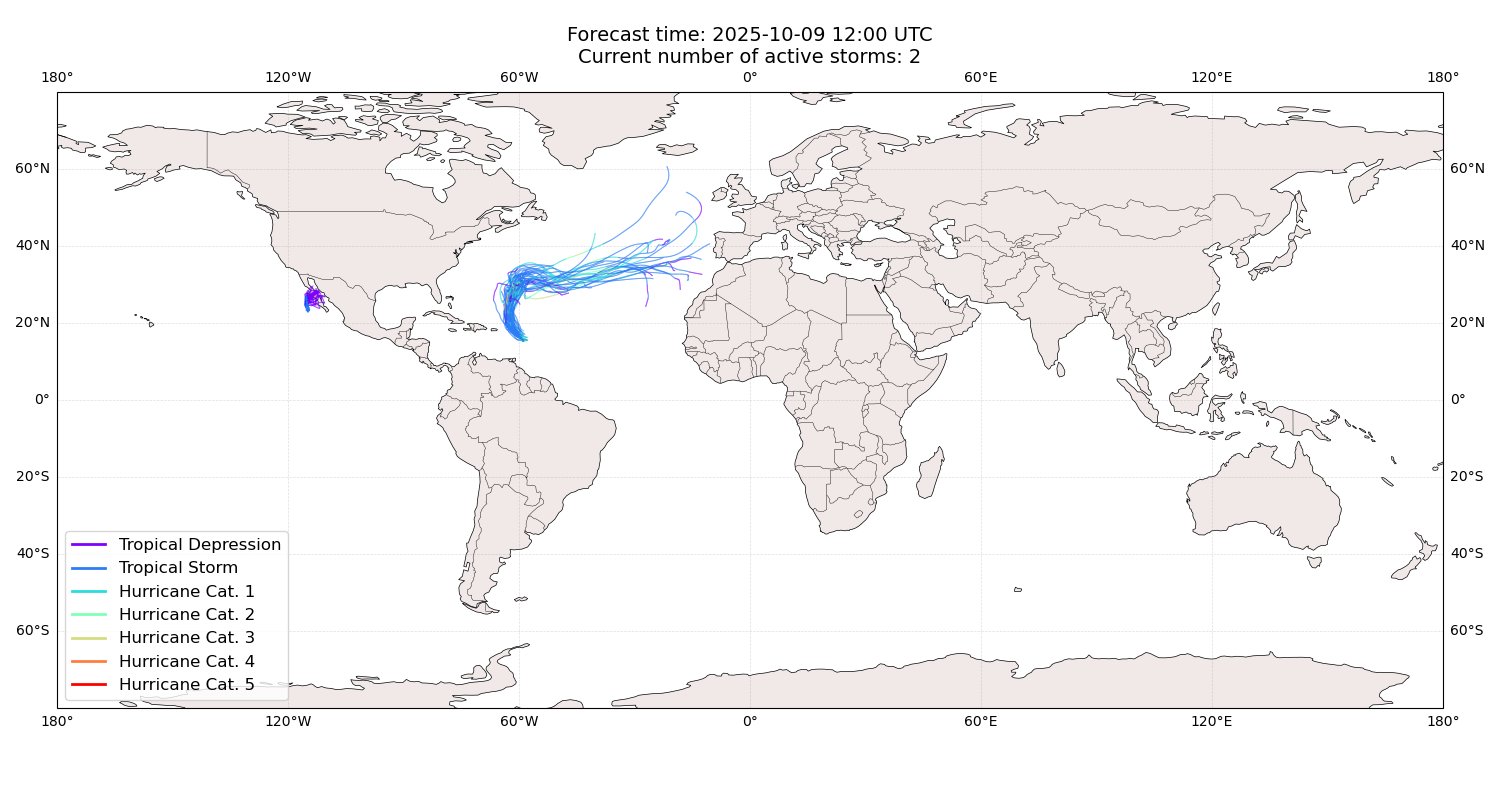 Forecast time: 2025-10-09 12:00 UTC
Current number of active storms: 2
180° 120°W 60°W 0° 60°E 120°E 180°
60°N 60°N
40°N 40°N
20°N 20°N
0° 0°
20°S 20°S
40°S 40°S
60°S 60°S
Tropical Depression
Tropical Storm
Hurricane Cat. 1
Hurricane Cat. 2
Hurricane Cat. 3
Hurricane Cat. 4
Hurricane Cat. 5
180° 120°W 60°W 0° 60°E 120°E 180°